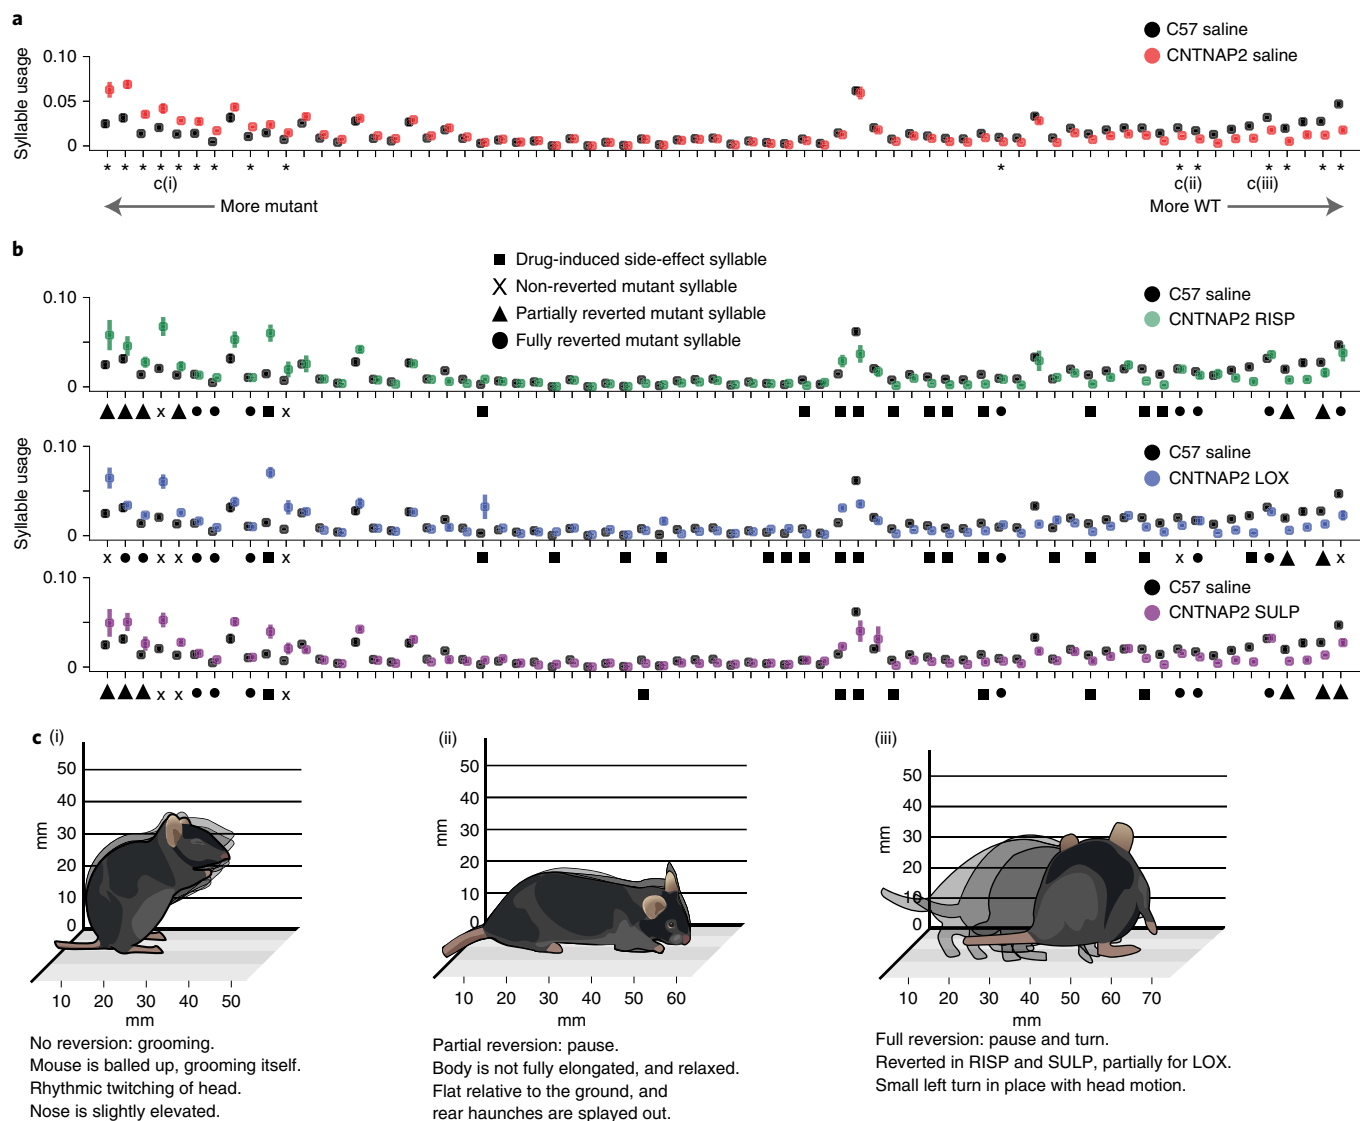 a
C57 saline
CNTNAP2 saline
Syllable usage
0.10
0.05
0
* * * * * * * * * * * * * * * *
c(i)
c(ii)
c(iii)
More mutant
More WT
b
Drug-induced side-effect syllable
X Non-reverted mutant syllable
Partially reverted mutant syllable
Fully reverted mutant syllable
0.10
0
C57 saline
CNTNAP2 RISP
x x
Syllable usage
0.10
0
C57 saline
CNTNAP2 LOX
x x x x x x
0.10
0
C57 saline
CNTNAP2 SULP
x x x
c (i)
50
40
30
20
10
0
mm
10 20 30 40 50
mm
No reversion: grooming.
Mouse is balled up, grooming itself.
Rhythmic twitching of head.
Nose is slightly elevated.
(ii)
50
40
30
20
10
0
mm
10 20 30 40 50 60
mm
Partial reversion: pause.
Body is not fully elongated, and relaxed.
Flat relative to the ground, and
rear haunches are splayed out.
(iii)
50
40
30
20
10
0
mm
10 20 30 40 50 60 70
mm
Full reversion: pause and turn.
Reverted in RISP and SULP, partially for LOX.
Small left turn in place with head motion.